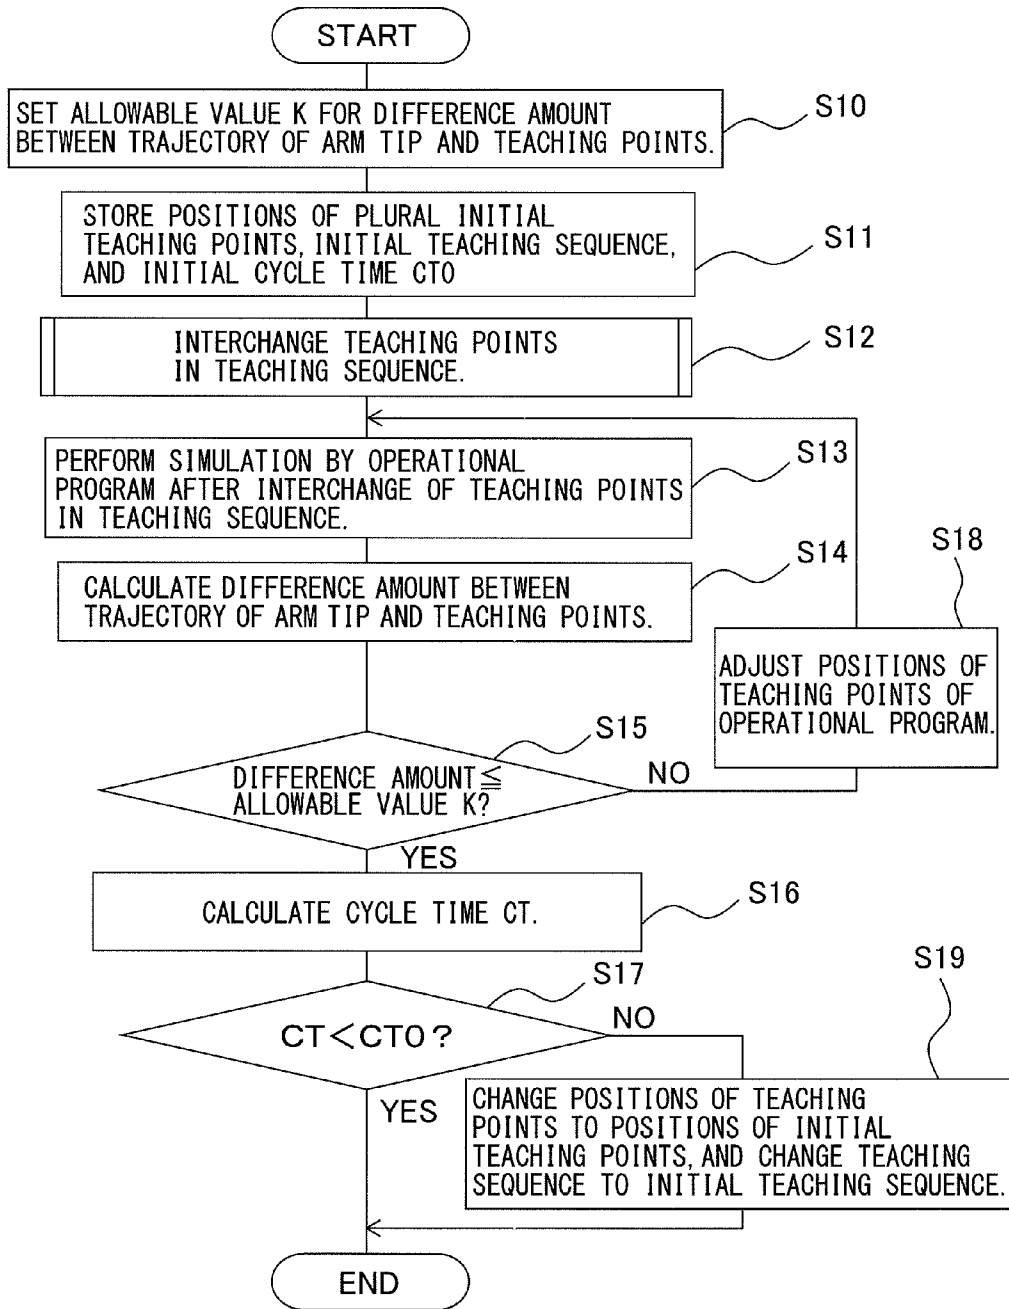 START
SET ALLOWABLE VALUE K FOR DIFFERENCE AMOUNT
BETWEEN TRAJECTORY OF ARM TIP AND TEACHING POINTS.
S10
STORE POSITIONS OF PLURAL INITIAL
TEACHING POINTS, INITIAL TEACHING SEQUENCE,
AND INITIAL CYCLE TIME CT0
S11
INTERCHANGE TEACHING POINTS
IN TEACHING SEQUENCE.
S12
PERFORM SIMULATION BY OPERATIONAL
PROGRAM AFTER INTERCHANGE OF TEACHING POINTS
IN TEACHING SEQUENCE.
S13
CALCULATE DIFFERENCE AMOUNT BETWEEN
TRAJECTORY OF ARM TIP AND TEACHING POINTS.
S14
S18
ADJUST POSITIONS OF
TEACHING POINTS OF
OPERATIONAL PROGRAM.
S15
DIFFERENCE AMOUNT≦
ALLOWABLE VALUE K?
NO
YES
CALCULATE CYCLE TIME CT.
S16
S17
CT<CT0?
NO
YES
S19
CHANGE POSITIONS OF TEACHING
POINTS TO POSITIONS OF INITIAL
TEACHING POINTS, AND CHANGE TEACHING
SEQUENCE TO INITIAL TEACHING SEQUENCE.
END